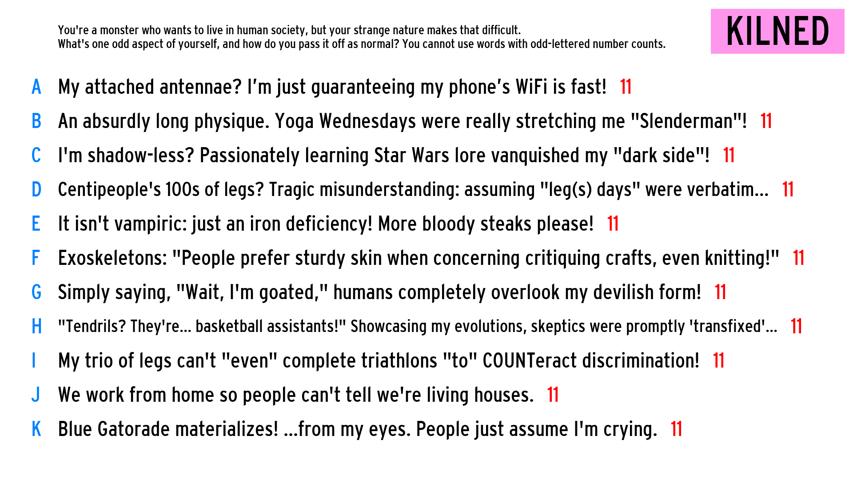 You're a monster who wants to live in human society, but your strange nature makes that difficult.
What's one odd aspect of yourself, and how do you pass it off as normal? You cannot use words with odd-lettered number counts.
KILNED
A My attached antennae? I'm just guaranteeing my phone's WiFi is fast! 11
B An absurdly long physique. Yoga Wednesdays were really stretching me "Slenderman"! 11
C I'm shadow-less? Passionately learning Star Wars lore vanquished my "dark side"! 11
D Centipeople's 100s of legs? Tragic misunderstanding: assuming "leg(s) days" were verbatim... 11
E It isn't vampiric: just an iron deficiency! More bloody steaks please! 11
F Exoskeletons: "People prefer sturdy skin when concerning critiquing crafts, even knitting!" 11
G Simply saying, "Wait, I'm goated," humans completely overlook my devilish form! 11
H "Tendrils? They're... basketball assistants!" Showcasing my evolutions, skeptics were promptly 'transfixed'... 11
I My trio of legs can't "even" complete triathlons "to" COUNTeract discrimination! 11
J We work from home so people can't tell we're living houses. 11
K Blue Gatorade materializes! ...from my eyes. People just assume I'm crying. 11